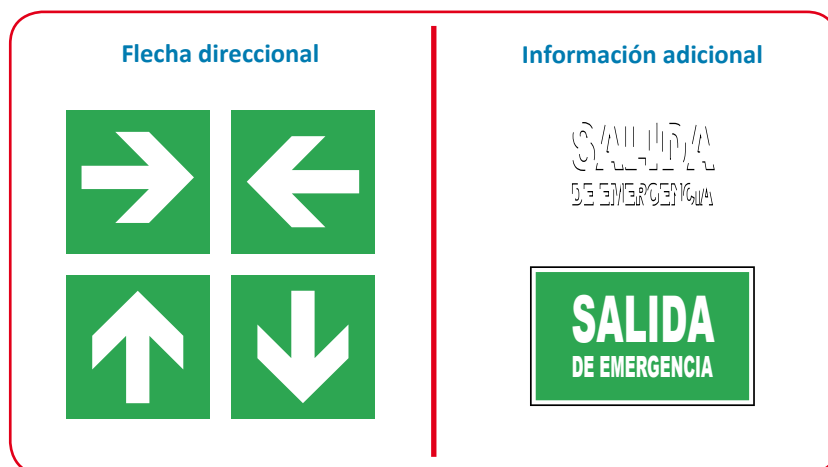 Flecha direccional
Información adicional
SALIDA
DE EMERGENCIA
SALIDA
DE EMERGENCIA